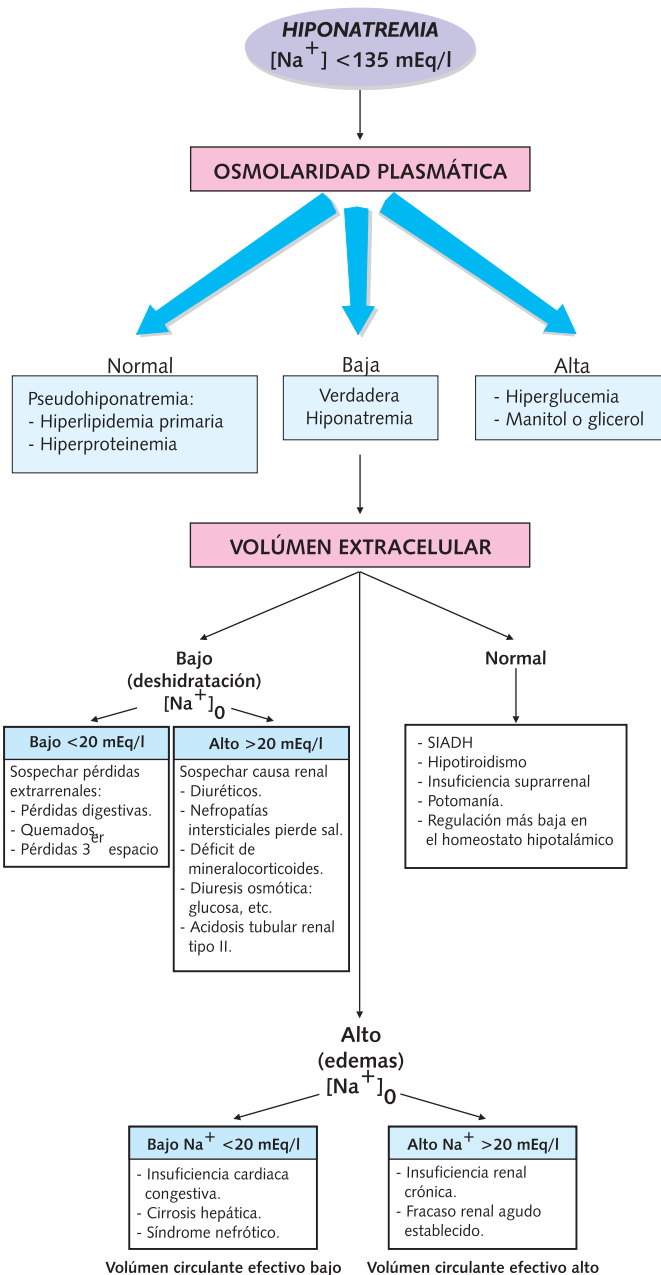 HIPONATREMIA
[Na+] <135 mEq/l
OSMOLARIDAD PLASMÁTICA
Normal
Pseudohiponatremia:
- Hiperlipidemia primaria
- Hiperproteinemia
Baja
Verdadera
Hiponatremia
Alta
- Hiperglucemia
- Manitol o glicerol
VOLÚMEN EXTRACELULAR
Bajo
(deshidratación)
[Na+]0
Bajo <20 mEq/l
Sospechar pérdidas
extrarrenales:
- Pérdidas digestivas.
- Quemados.
- Pérdidas 3er espacio
Alto >20 mEq/l
Sospechar causa renal
- Diuréticos.
- Nefropatías
intersticiales pierde sal.
- Déficit de
mineralocorticoides.
- Diuresis osmótica:
glucosa, etc.
- Acidosis tubular renal
tipo II.
Normal
- SIADH
- Hipotiroidismo
- Insuficiencia suprarrenal
- Potomanía.
- Regulación más baja en
el homeostato hipotalámico
Alto
(edemas)
[Na+]0
Bajo Na+ <20 mEq/l
- Insuficiencia cardiaca
congestiva.
- Cirrosis hepática.
- Síndrome nefrótico.
Volúmen circulante efectivo bajo
Alto Na+ >20 mEq/l
- Insuficiencia renal
crónica.
- Fracaso renal agudo
establecido.
Volúmen circulante efectivo alto